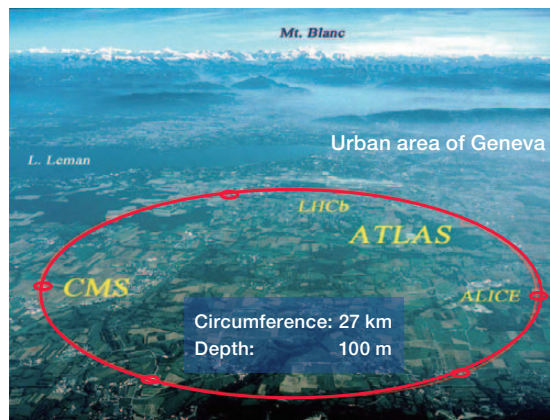 Mt. Blanc
Urban area of Geneva
L. Leman
LHCb
ATLAS
CMS
ALICE
Circumference: 27 km
Depth: 100 m